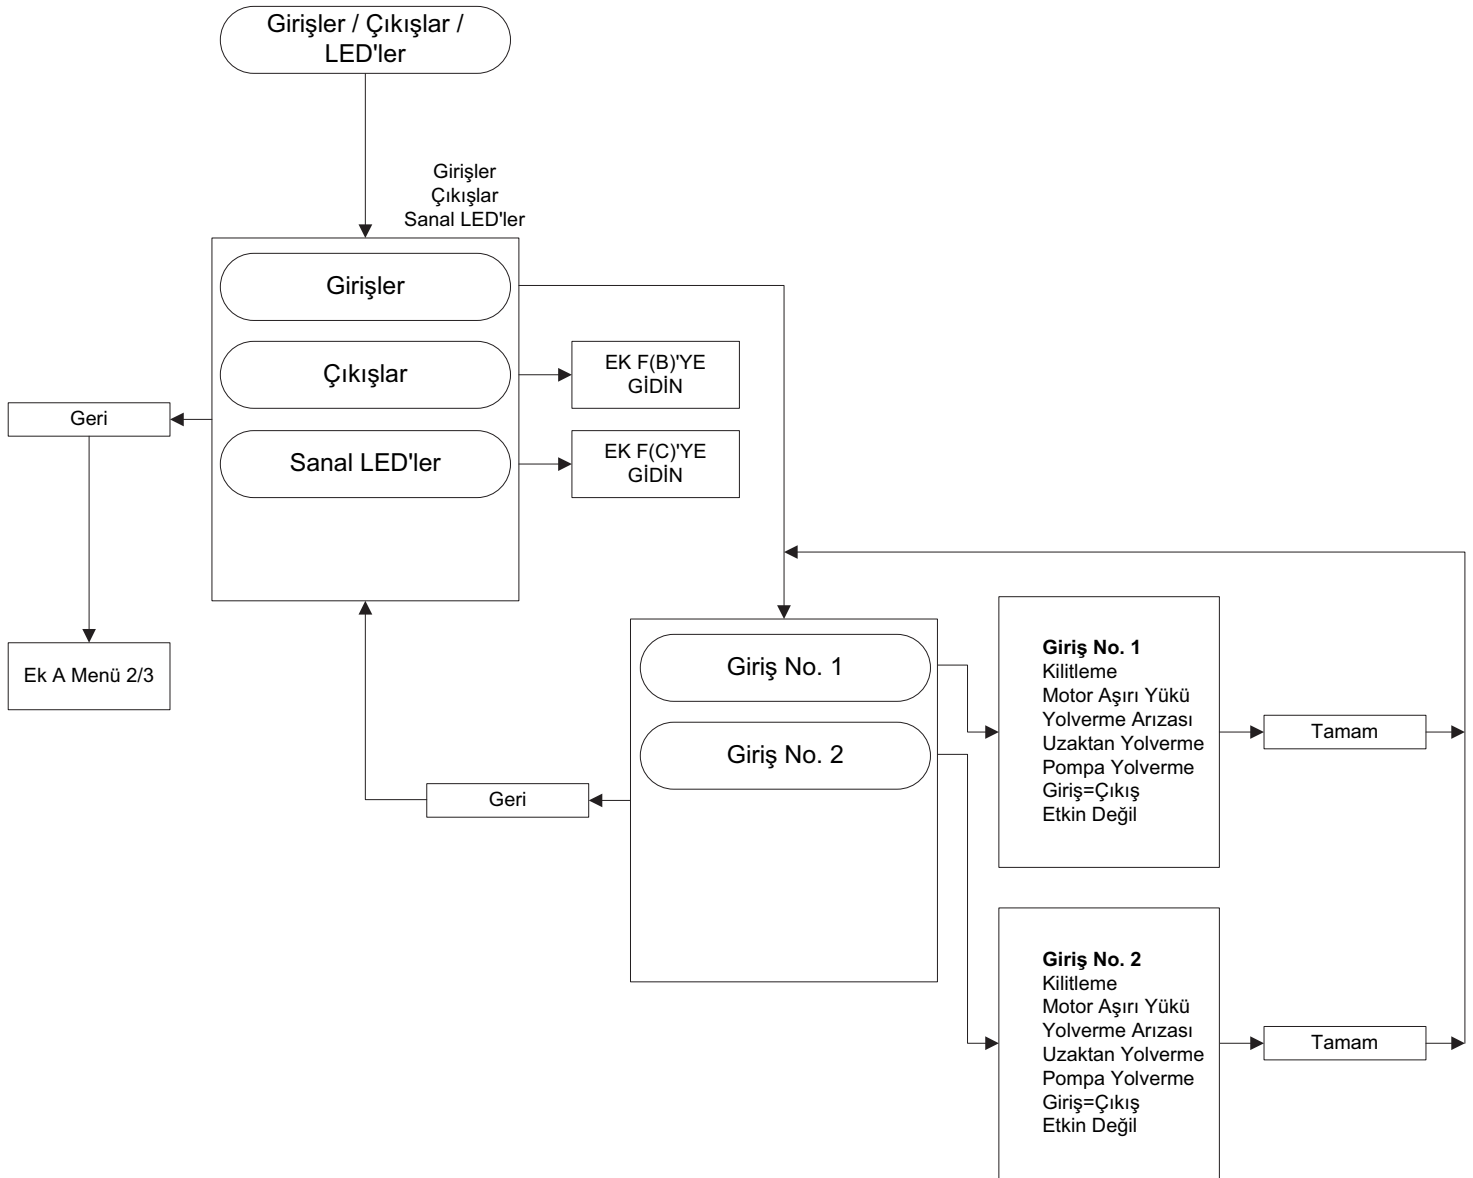 Girişler / Çıkışlar /
LED'ler
Girişler
Çıkışlar
Sanal LED'ler
Girişler
Çıkışlar
Sanal LED'ler
EK F(B)'YE
GİDİN
EK F(C)'YE
GİDİN
Geri
Ek A Menü 2/3
Giriş No. 1
Giriş No. 2
Geri
Giriş No. 1
Kilitleme
Motor Aşırı Yükü
Yolverme Arızası
Uzaktan Yolverme
Pompa Yolverme
Giriş=Çıkış
Etkin Değil
Tamam
Giriş No. 2
Kilitleme
Motor Aşırı Yükü
Yolverme Arızası
Uzaktan Yolverme
Pompa Yolverme
Giriş=Çıkış
Etkin Değil
Tamam